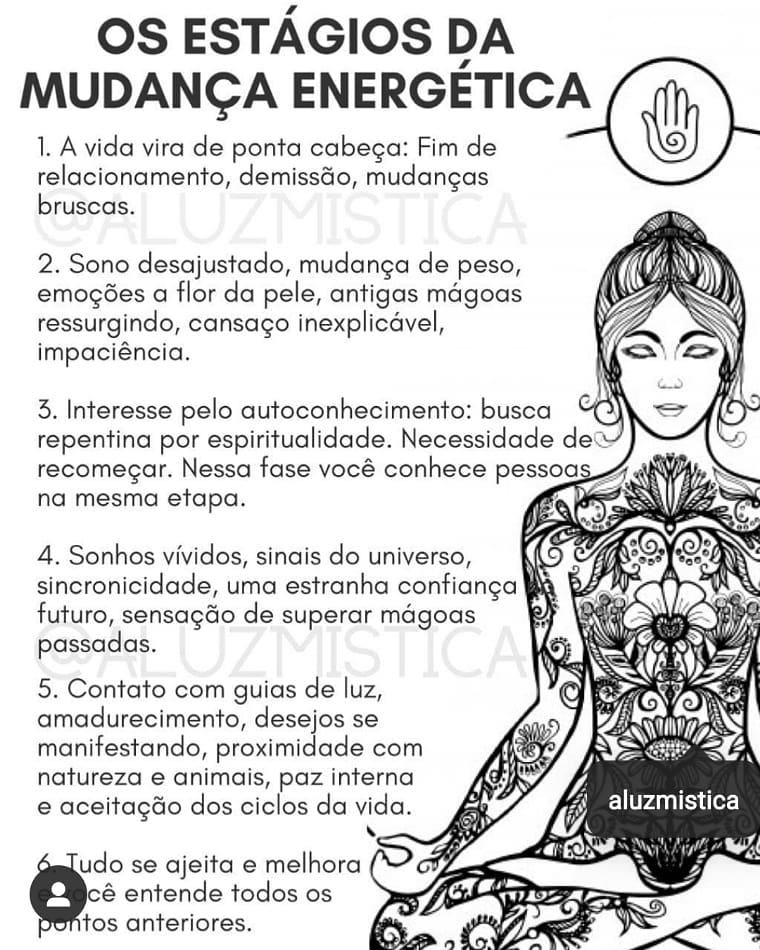 OS ESTÁGIOS DA
MUDANÇA ENERGÉTICA
1. A vida vira de ponta cabeça: Fim de
relacionamento, demissão, mudanças
bruscas.
@ALUZMISTICA
2. Sono desajustado, mudança de peso,
emoções a flor da pele, antigas mágoas
ressurgindo, cansaço inexplicável,
impaciência.
3. Interesse pelo autoconhecimento: busca
repentina por espiritualidade. Necessidade de
recomeçar. Nessa fase você conhece pessoas
na mesma etapa.
4. Sonhos vívidos, sinais do universo,
sincronicidade, uma estranha confiança
futuro, sensação de superar mágoas
passadas.
@ALUZMISTICA
5. Contato com guias de luz,
amadurecimento, desejos se
manifestando, proximidade com
natureza e animais, paz interna
e aceitação dos ciclos da vida.
aluzmistica
6. Tudo se ajeita e melhora
entende todos os
pontos anteriores.